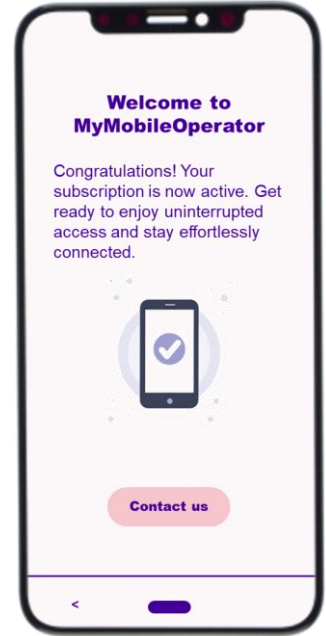 Welcome to
MyMobileOperator
Congratulations! Your
subscription is now active. Get
ready to enjoy uninterrupted
access and stay effortlessly
connected.
Contact us
<